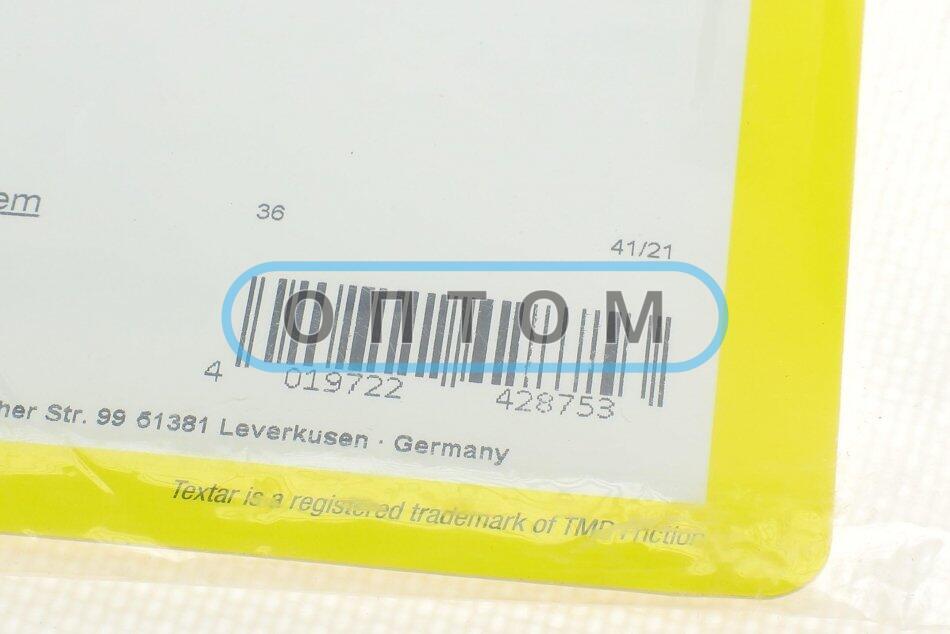 em
36
41/21
ОПТОМ
4 019722 428753
her Str. 99 51381 Leverkusen · Germany
Textar is a registered trademark of TMD Friction